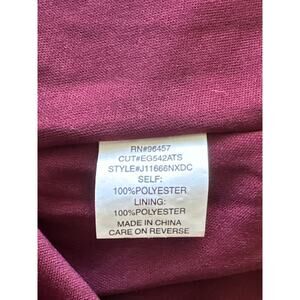 RN#96457
CUT#EG542ATS
STYLE#J11666NXDC
SELF:
100%POLYESTER
LINING:
100%POLYESTER
MADE IN CHINA
CARE ON REVERSE